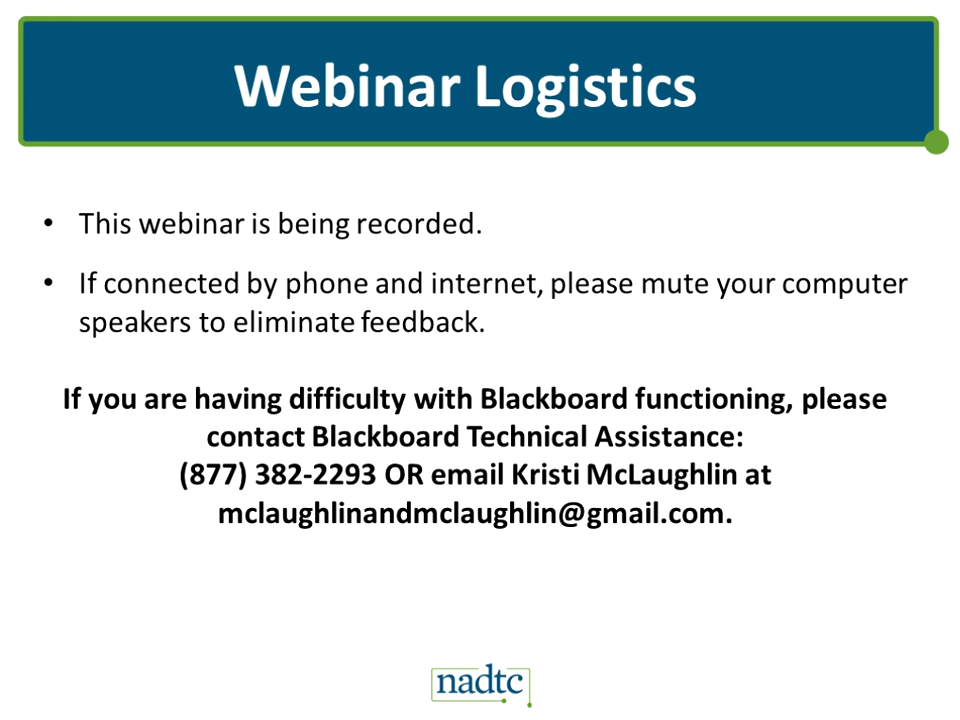 Webinar Logistics
• This webinar is being recorded.
• If connected by phone and internet, please mute your computer
speakers to eliminate feedback.
If you are having difficulty with Blackboard functioning, please
contact Blackboard Technical Assistance:
(877) 382-2293 OR email Kristi McLaughlin at
mclaughlinandmclaughlin@gmail.com.
nadtc